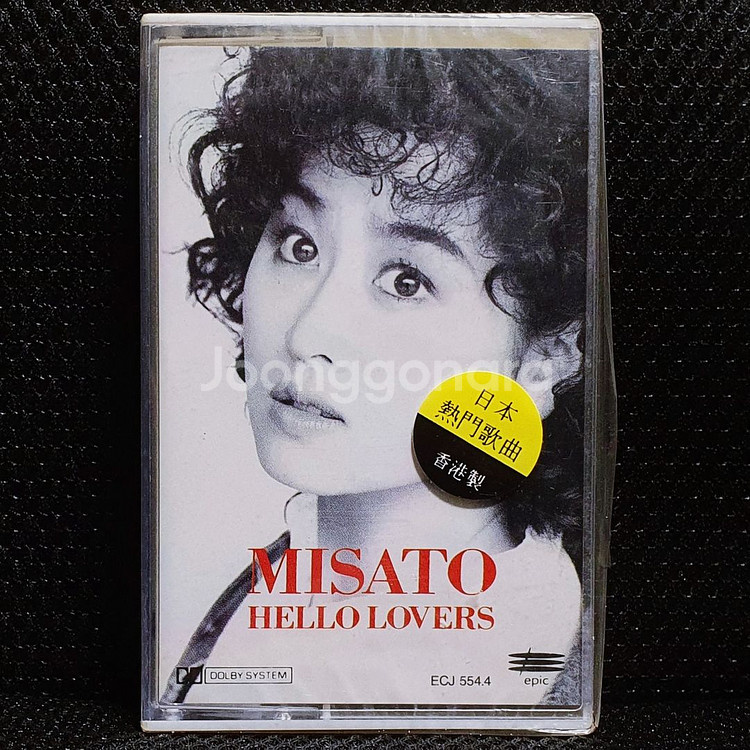 Joonggonara
日本
熱門歌曲
香港製
MISATO
HELLO LOVERS
DOLBY SYSTEM
ECJ 554.4
epic